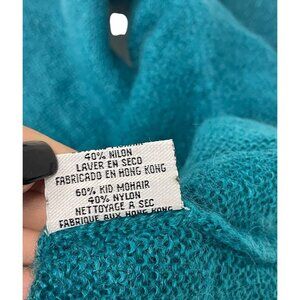 40% NILON
LAVER EN SECO
FABRICADO EN HONG KONG
60% KID MOHAIR
40% NYLON
NETTOYAGE A SEC
FABRIQUE AUX HONG KONG